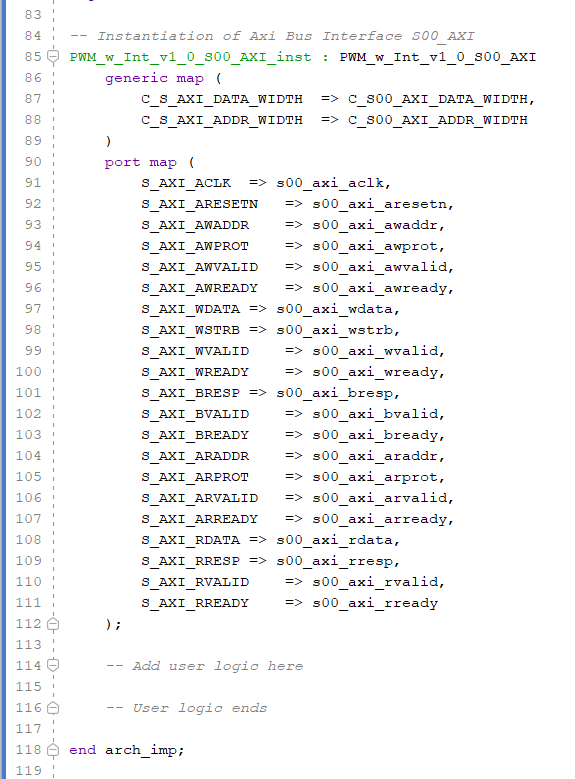 83
84 -- Instantiation of Axi Bus Interface S00_AXI
85 PWM_w_Int_v1_0_S00_AXI_inst : PWM_w_Int_v1_0_S00_AXI
86 generic map (
87 C_S_AXI_DATA_WIDTH => C_S00_AXI_DATA_WIDTH,
88 C_S_AXI_ADDR_WIDTH => C_S00_AXI_ADDR_WIDTH
89 )
90 port map (
91 S_AXI_ACLK => s00_axi_aclk,
92 S_AXI_ARESETN => s00_axi_aresetn,
93 S_AXI_AWADDR => s00_axi_awaddr,
94 S_AXI_AWPROT => s00_axi_awprot,
95 S_AXI_AWVALID => s00_axi_awvalid,
96 S_AXI_AWREADY => s00_axi_awready,
97 S_AXI_WDATA => s00_axi_wdata,
98 S_AXI_WSTRB => s00_axi_wstrb,
99 S_AXI_WVALID => s00_axi_wvalid,
100 S_AXI_WREADY => s00_axi_wready,
101 S_AXI_BRESP => s00_axi_bresp,
102 S_AXI_BVALID => s00_axi_bvalid,
103 S_AXI_BREADY => s00_axi_bready,
104 S_AXI_ARADDR => s00_axi_araddr,
105 S_AXI_ARPROT => s00_axi_arprot,
106 S_AXI_ARVALID => s00_axi_arvalid,
107 S_AXI_ARREADY => s00_axi_arready,
108 S_AXI_RDATA => s00_axi_rdata,
109 S_AXI_RRESP => s00_axi_rresp,
110 S_AXI_RVALID => s00_axi_rvalid,
111 S_AXI_RREADY => s00_axi_rready
112 );
113
114 -- Add user logic here
115
116 -- User logic ends
117
118 end arch_imp;
119